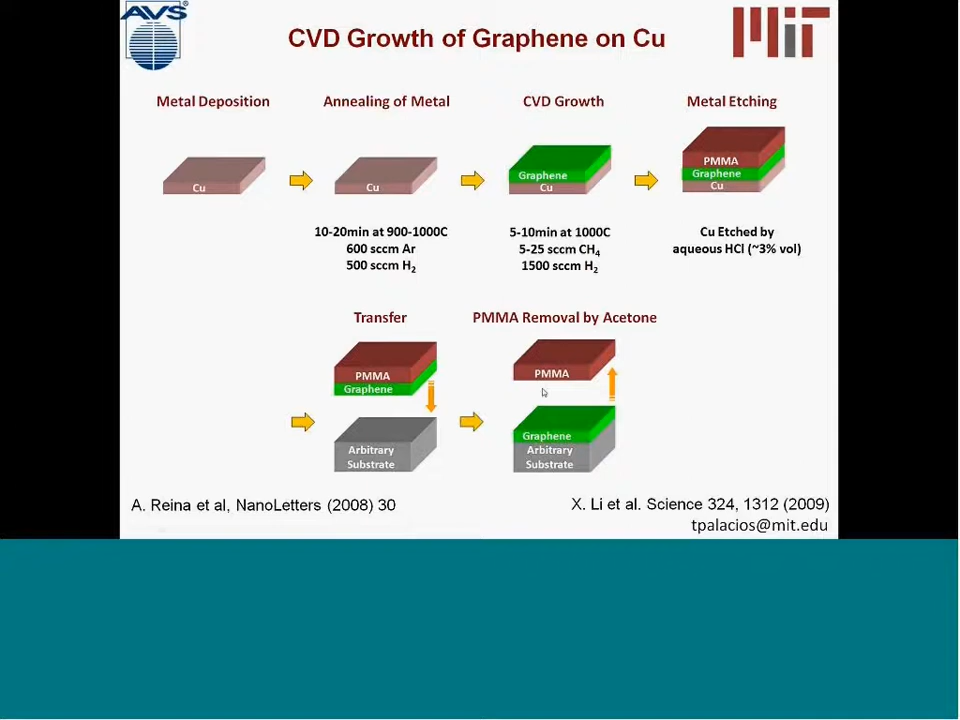 AVS
MIT
CVD Growth of Graphene on Cu
Metal Deposition
Annealing of Metal
CVD Growth
Metal Etching
Cu
Cu
Graphene
Cu
PMMA
Graphene
Cu
10-20min at 900-1000C
600 sccm Ar
500 sccm H₂
5-10min at 1000C
5-25 sccm CH₄
1500 sccm H₂
Cu Etched by
aqueous HCl (~3% vol)
Transfer
PMMA Removal by Acetone
PMMA
Graphene
Arbitrary
Substrate
PMMA
Graphene
Arbitrary
Substrate
A. Reina et al, NanoLetters (2008) 30
X. Li et al. Science 324, 1312 (2009)
tpalacios@mit.edu